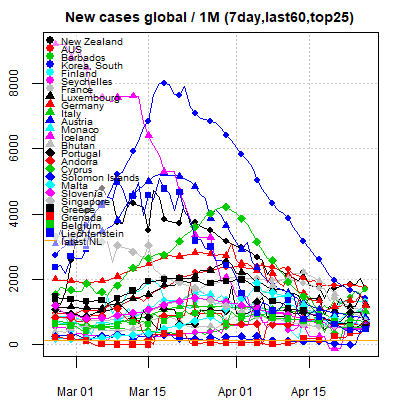 New cases global / 1M (7day,last60,top25)
New Zealand
AUS
Barbados
Korea, South
Finland
Seychelles
France
Luxembourg
Germany
Italy
Austria
Monaco
Iceland
Bhutan
Portugal
Andorra
Cyprus
Solomon Islands
Malta
Slovenia
Singapore
Greece
Grenada
Belgium
Liechtenstein
latest NL
8000
6000
4000
2000
0
Mar 01
Mar 15
Apr 01
Apr 15